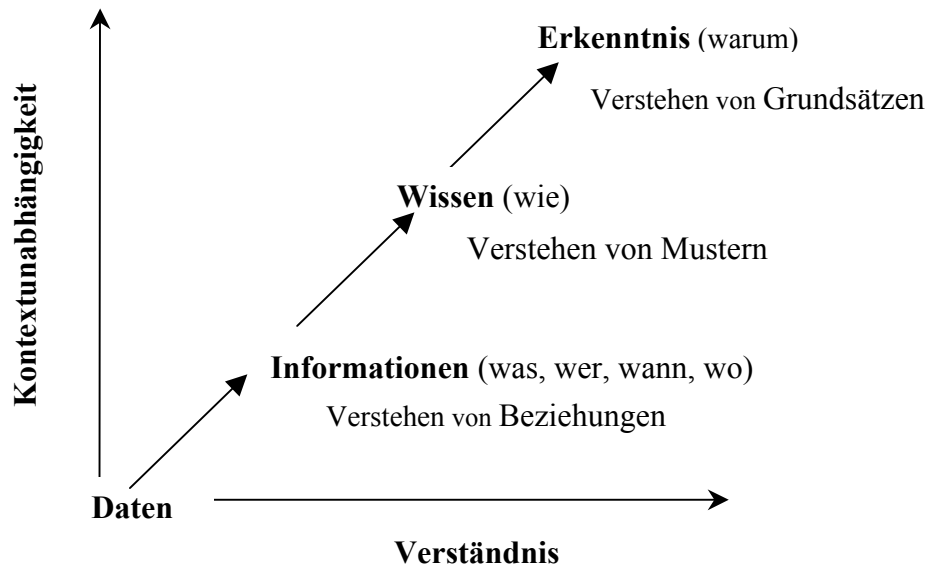 Erkenntnis (warum)
Verstehen von Grundsätzen
Wissen (wie)
Verstehen von Mustern
Informationen (was, wer, wann, wo)
Verstehen von Beziehungen
Daten
Verständnis
Kontextunabhängigkeit